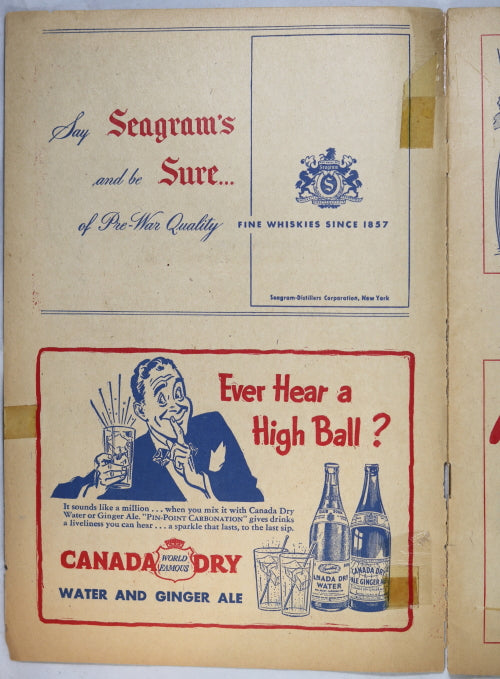 Say Seagram's
and be Sure...
of Pre-War Quality
Seagram
S
FINE WHISKIES SINCE 1857
Seagram-Distillers Corporation, New York
Ever Hear a
High Ball?
It sounds like a million . . . when you mix it with Canada Dry
Water or Ginger Ale. "PIN-POINT CARBONATION" gives drinks
a liveliness you can hear . . . a sparkle that lasts, to the last sip.
CANADA WORLD FAMOUS DRY
WATER AND GINGER ALE
CANADA DRY
WATER
CANADA DRY
PALE GINGER ALE